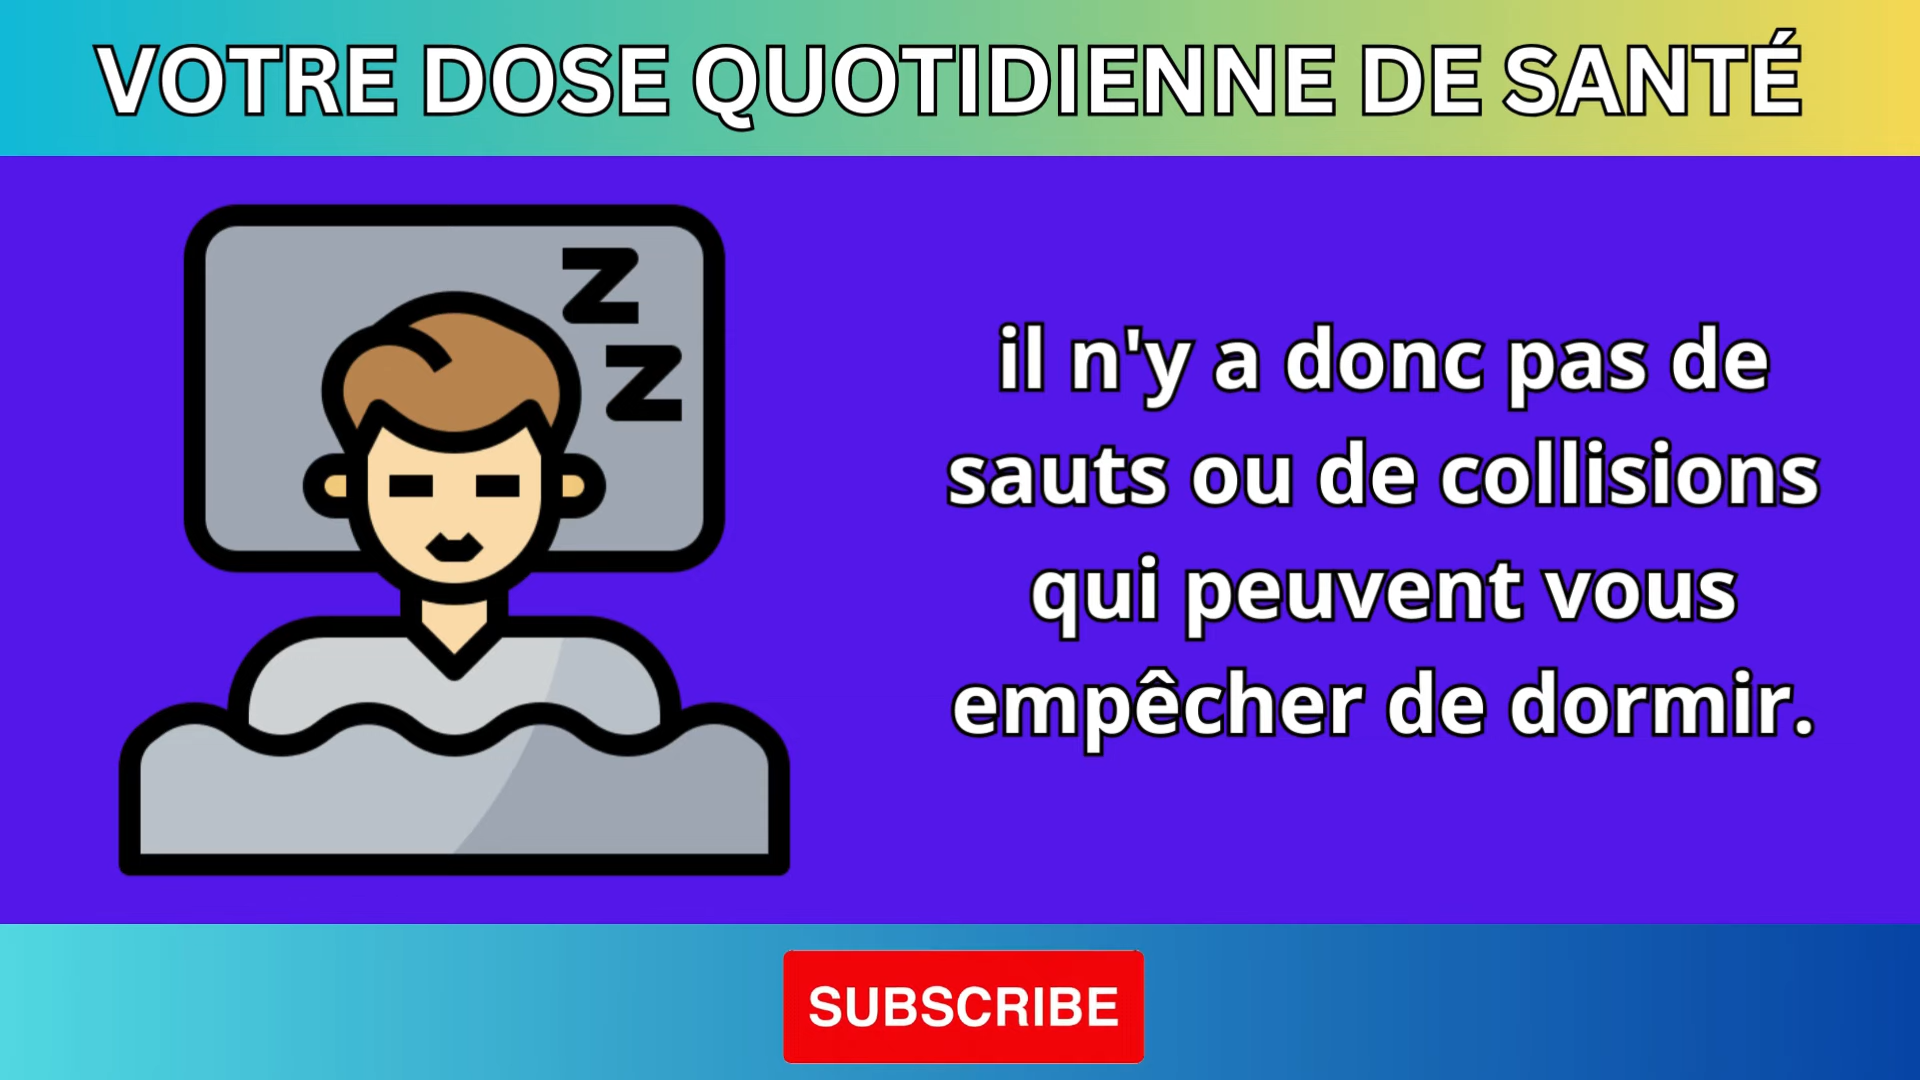 VOTRE DOSE QUOTIDIENNE DE SANTÉ
Z
Z
il n'y a donc pas de
sauts ou de collisions
qui peuvent vous
empêcher de dormir.
SUBSCRIBE